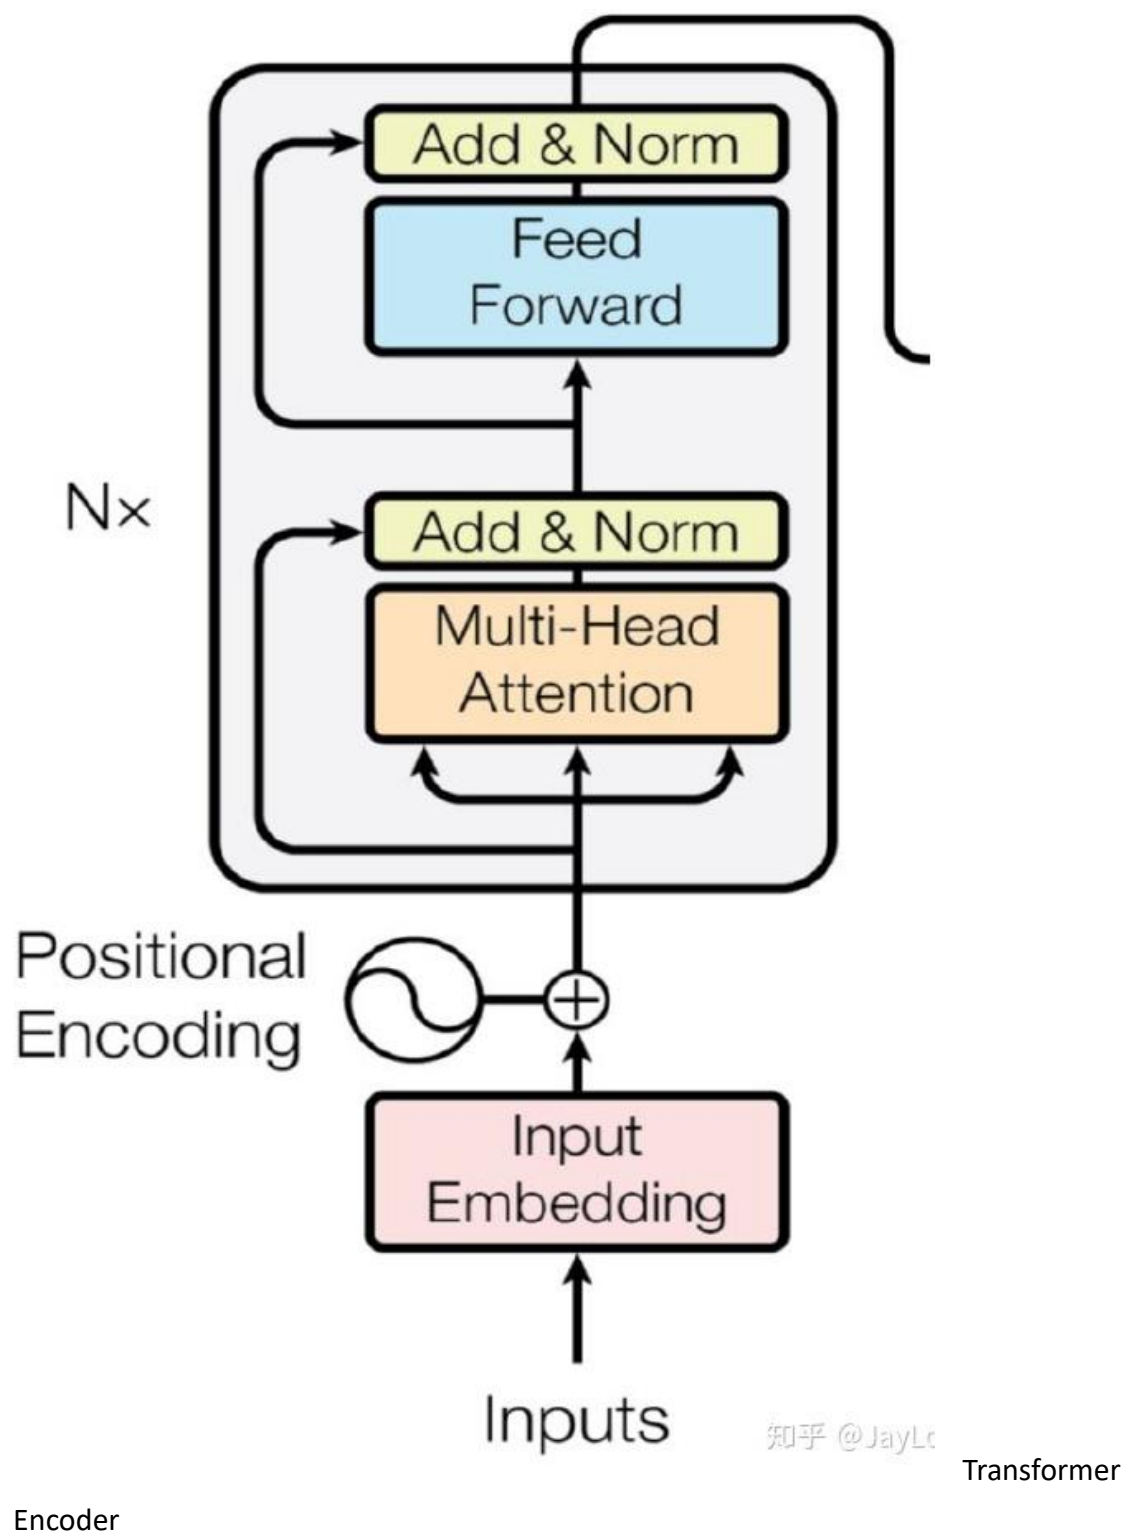 Add & Norm
Feed
Forward
Nx
Add & Norm
Multi-Head
Attention
Positional
Encoding
Input
Embedding
Inputs
知乎 @JayLo
Transformer
Encoder